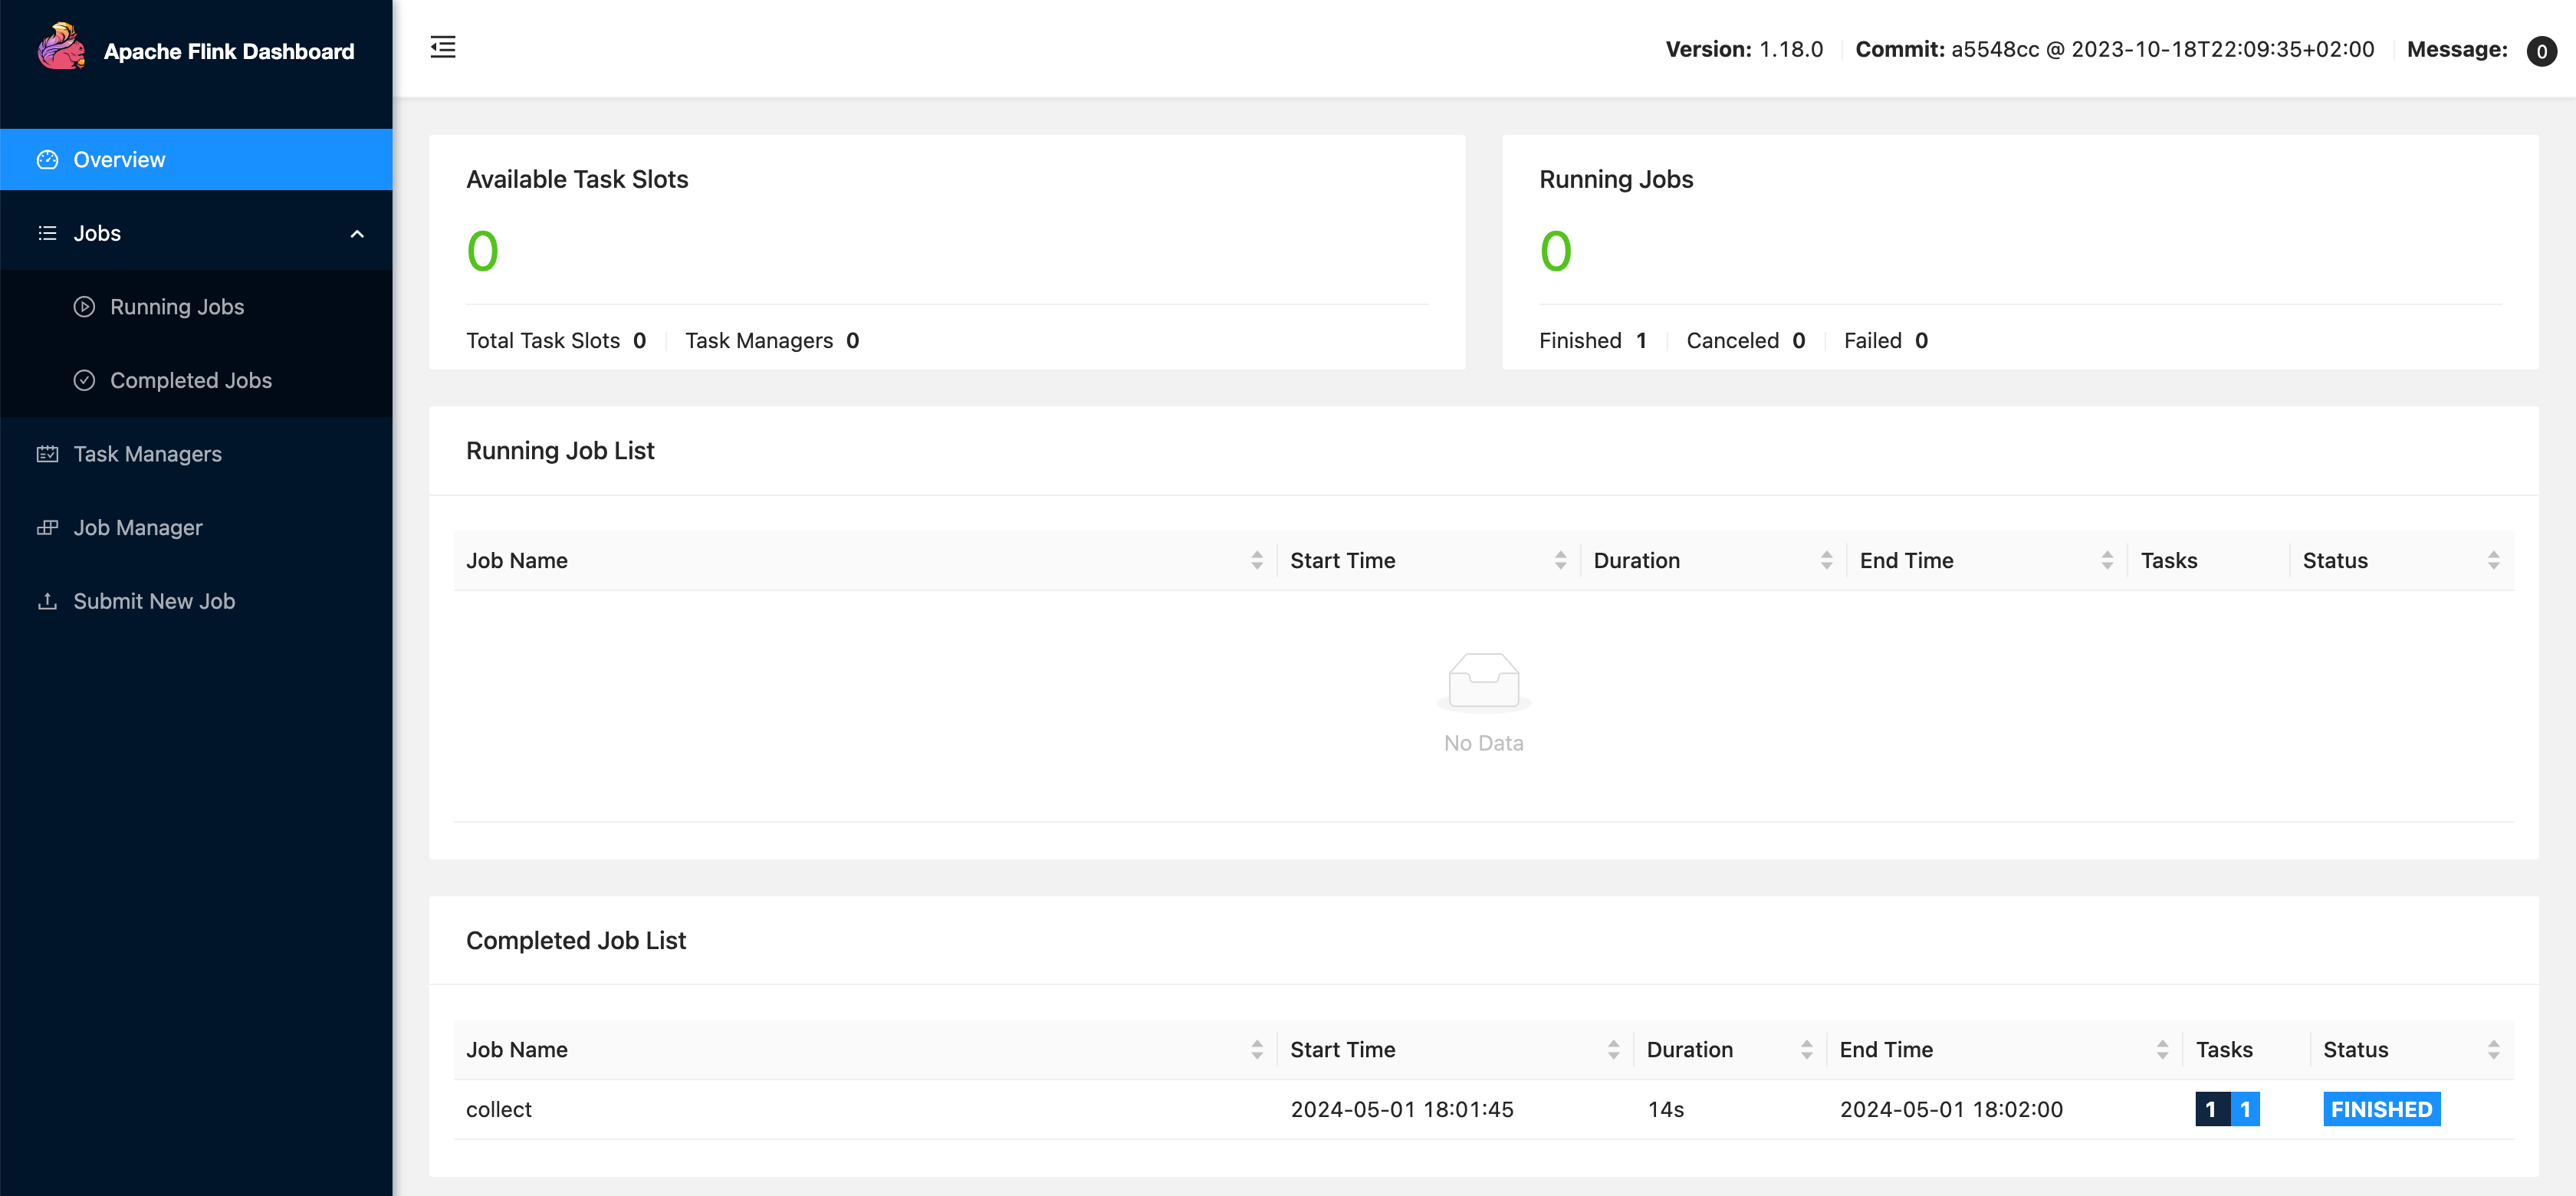 Apache Flink Dashboard
Version: 1.18.0 Commit: a5548cc @ 2023-10-18T22:09:35+02:00 Message: 0
Overview
Jobs
Running Jobs
Completed Jobs
Task Managers
Job Manager
Submit New Job
Available Task Slots
0
Total Task Slots 0 Task Managers 0
Running Jobs
0
Finished 1 Canceled 0 Failed 0
Running Job List
Job Name Start Time Duration End Time Tasks Status
No Data
Completed Job List
Job Name Start Time Duration End Time Tasks Status
collect 2024-05-01 18:01:45 14s 2024-05-01 18:02:00 1 1 FINISHED